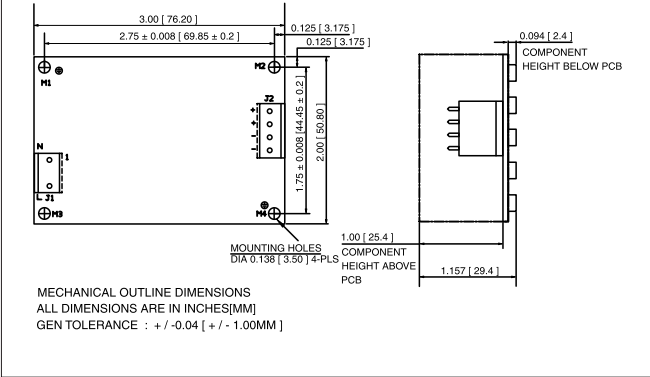 3.00 [ 76.20 ]
2.75 ± 0.008 [ 69.85 ± 0.2 ]
0.125 [ 3.175 ]
0.125 [ 3.175 ]
0.094 [ 2.4 ]
COMPONENT
HEIGHT BELOW PCB
M1
M2
J2
+
+
-
-
1.75 ± 0.008 [44.45 ± 0.2 ]
2.00 [ 50.80 ]
N
1
L
J1
M3
M4
MOUNTING HOLES
DIA 0.138 [ 3.50 ] 4-PLS
1.00 [ 25.4 ]
COMPONENT
HEIGHT ABOVE
PCB
1.157 [ 29.4 ]
MECHANICAL OUTLINE DIMENSIONS
ALL DIMENSIONS ARE IN INCHES[MM]
GEN TOLERANCE : + / -0.04 [ + / - 1.00MM ]